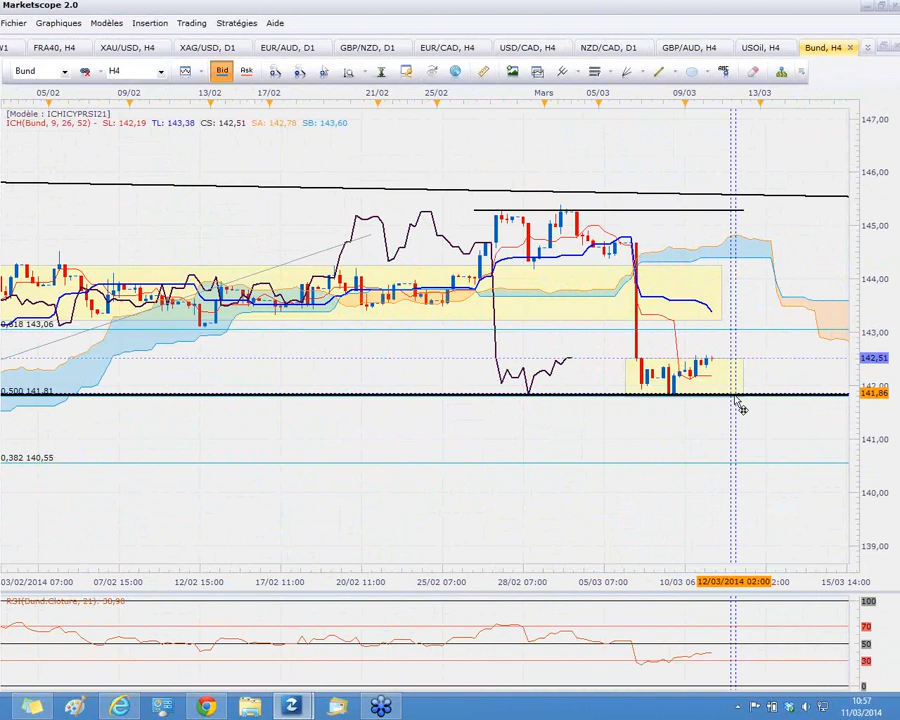 Marketscope 2.0
Fichier Graphiques Modèles Insertion Trading Stratégies Aide
W1 FRA40, H4 XAU/USD, H4 XAG/USD, D1 EUR/AUD, D1 GBP/NZD, D1 EUR/CAD, H4 USD/CAD, H4 NZD/CAD, D1 GBP/AUD, H4 USOil, H4 Bund, H4
Bund H4 Bid Ask ABC
05/02 09/02 13/02 17/02 21/02 25/02 Mars 05/03 09/03 13/03
[Modèle : ICHICYPRSI21]
ICH(Bund, 9, 26, 52) - SL: 142,19 TL: 143,38 CS: 142,51 SA: 142,78 SB: 143,60
147,00
146,00
145,00
144,00
0,618 143,06
143,00
142,51
142,00
0,500 141,81
141,86
141,00
0,382 140,55
140,00
139,00
03/02/2014 07:00 07/02 15:00 12/02 15:00 17/02 11:00 20/02 11:00 25/02 07:00 28/02 07:00 05/03 07:00 10/03 06 12/03/2014 02:00 2:00 15/03 14:00
RSI(Bund.Cloture, 21): 30,98
100
70
50
30
0
10:57
11/03/2014